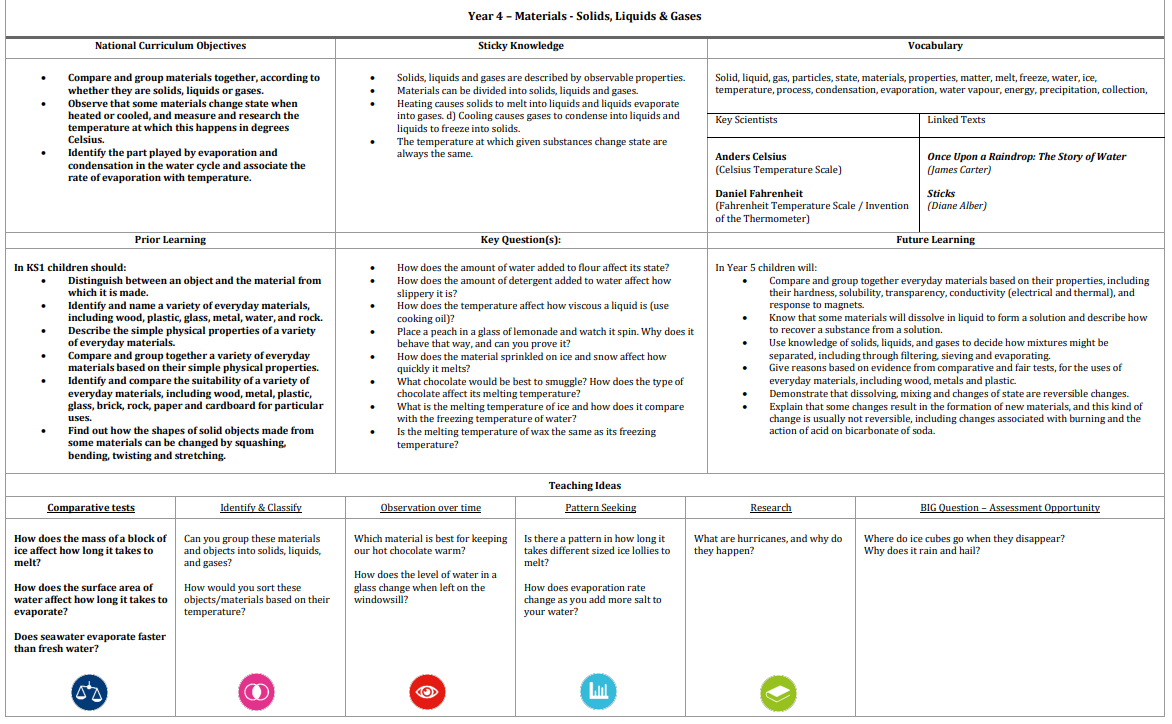 Year 4 – Materials - Solids, Liquids & Gases
National Curriculum Objectives
Sticky Knowledge
Vocabulary
• Compare and group materials together, according to
whether they are solids, liquids or gases.
• Observe that some materials change state when
heated or cooled, and measure and research the
temperature at which this happens in degrees
Celsius.
• Identify the part played by evaporation and
condensation in the water cycle and associate the
rate of evaporation with temperature.
• Solids, liquids and gases are described by observable properties.
• Materials can be divided into solids, liquids and gases.
• Heating causes solids to melt into liquids and liquids evaporate
into gases. d) Cooling causes gases to condense into liquids and
liquids to freeze into solids.
• The temperature at which given substances change state are
always the same.
Solid, liquid, gas, particles, state, materials, properties, matter, melt, freeze, water, ice,
temperature, process, condensation, evaporation, water vapour, energy, precipitation, collection,
Key Scientists
Linked Texts
Anders Celsius
(Celsius Temperature Scale)
Daniel Fahrenheit
(Fahrenheit Temperature Scale / Invention
of the Thermometer)
Once Upon a Raindrop: The Story of Water
(James Carter)
Sticks
(Diane Alber)
Prior Learning
Key Question(s):
Future Learning
In KS1 children should:
• Distinguish between an object and the material from
which it is made.
• Identify and name a variety of everyday materials,
including wood, plastic, glass, metal, water, and rock.
• Describe the simple physical properties of a variety
of everyday materials.
• Compare and group together a variety of everyday
materials based on their simple physical properties.
• Identify and compare the suitability of a variety of
everyday materials, including wood, metal, plastic,
glass, brick, rock, paper and cardboard for particular
uses.
• Find out how the shapes of solid objects made from
some materials can be changed by squashing,
bending, twisting and stretching.
• How does the amount of water added to flour affect its state?
• How does the amount of detergent added to water affect how
slippery it is?
• How does the temperature affect how viscous a liquid is (use
cooking oil)?
• Place a peach in a glass of lemonade and watch it spin. Why does it
behave that way, and can you prove it?
• How does the material sprinkled on ice and snow affect how
quickly it melts?
• What chocolate would be best to smuggle? How does the type of
chocolate affect its melting temperature?
• What is the melting temperature of ice and how does it compare
with the freezing temperature of water?
• Is the melting temperature of wax the same as its freezing
temperature?
In Year 5 children will:
• Compare and group together everyday materials based on their properties, including
their hardness, solubility, transparency, conductivity (electrical and thermal), and
response to magnets.
• Know that some materials will dissolve in liquid to form a solution and describe how
to recover a substance from a solution.
• Use knowledge of solids, liquids, and gases to decide how mixtures might be
separated, including through filtering, sieving and evaporating.
• Give reasons based on evidence from comparative and fair tests, for the uses of
everyday materials, including wood, metals and plastic.
• Demonstrate that dissolving, mixing and changes of state are reversible changes.
• Explain that some changes result in the formation of new materials, and this kind of
change is usually not reversible, including changes associated with burning and the
action of acid on bicarbonate of soda.
Teaching Ideas
Comparative tests
Identify & Classify
Observation over time
Pattern Seeking
Research
BIG Question – Assessment Opportunity
How does the mass of a block of
ice affect how long it takes to
melt?
How does the surface area of
water affect how long it takes to
evaporate?
Does seawater evaporate faster
than fresh water?
Can you group these materials
and objects into solids, liquids,
and gases?
How would you sort these
objects/materials based on their
temperature?
Which material is best for keeping
our hot chocolate warm?
How does the level of water in a
glass change when left on the
windowsill?
Is there a pattern in how long it
takes different sized ice lollies to
melt?
How does evaporation rate
change as you add more salt to
your water?
What are hurricanes, and why do
they happen?
Where do ice cubes go when they disappear?
Why does it rain and hail?